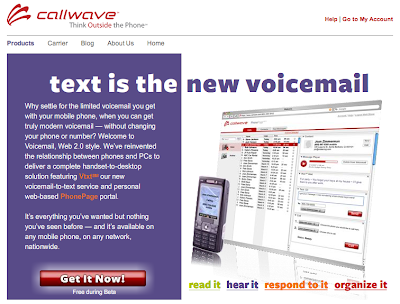 callwave
Think Outside the Phone™
Help | Go to My Account
Products Carrier Blog About Us Home
text is the new voicemail
Why settle for the limited voicemail you get
with your mobile phone, when you can get
truly modern voicemail — without changing
your phone or number? Welcome to
Voicemail, Web 2.0 style. We've reinvented
the relationship between phones and PCs to
deliver a complete handset-to-desktop
solution featuring Vtxt℠ our new
voicemail-to-text service and personal
web-based PhonePage portal.
It's everything you've wanted but nothing
you've seen before — and it's available on
any mobile phone, on any network,
nationwide.
Get It Now!
Free during Beta
read it hear it respond to it organize it